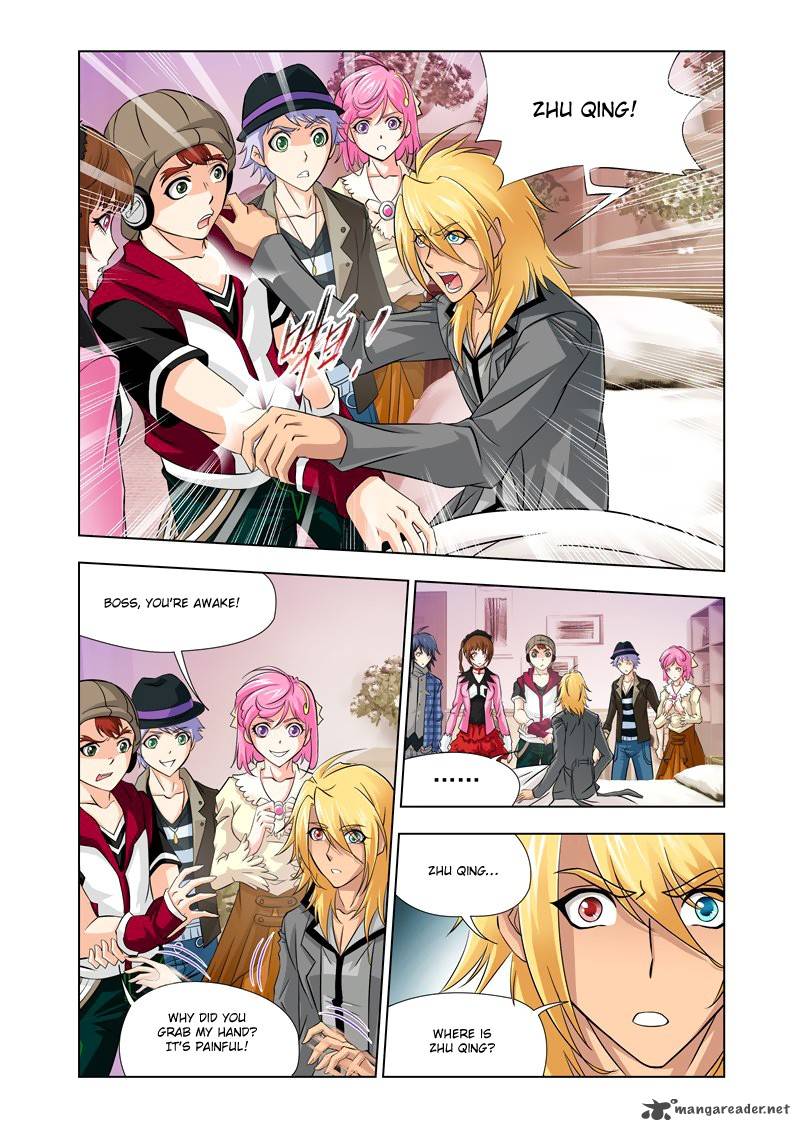 ZHU QING!
BOSS, YOU'RE AWAKE!
WHY DID YOU
GRAB MY HAND?
IT'S PAINFUL!
......
ZHU QING...
WHERE IS
ZHU QING?
mangareader.net